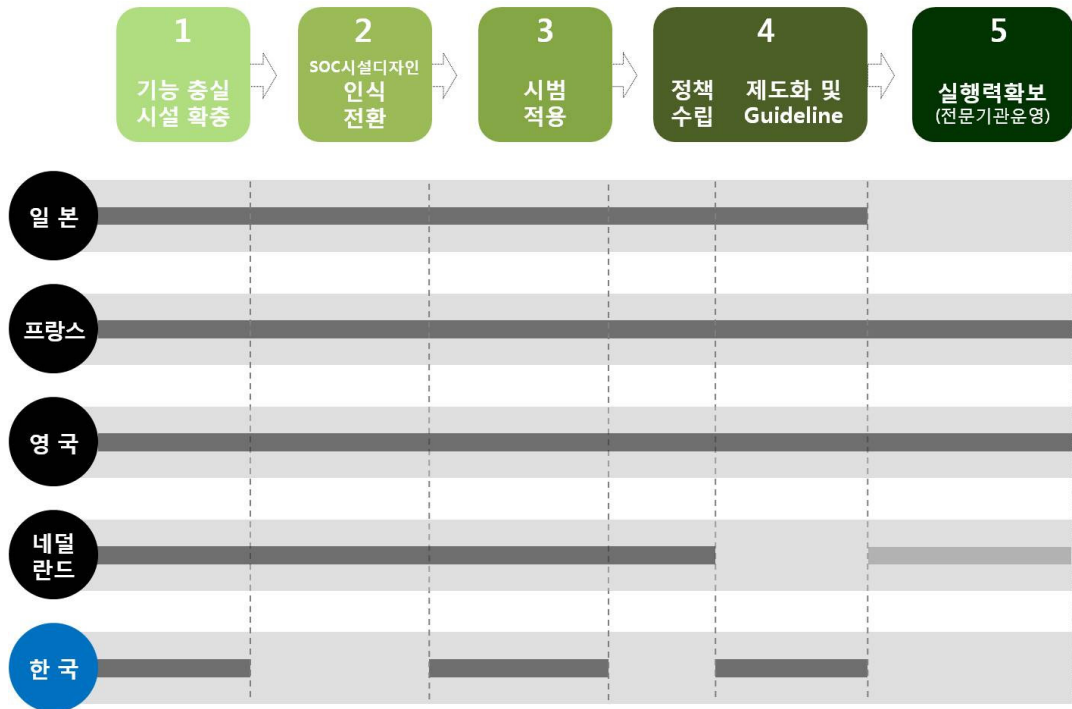 1
기능 충실
시설 확충
2
SOC시설디자인
인식
전환
3
시범
적용
4
정책 제도화 및
수립 Guideline
5
실행력확보
(전문기관운영)
일 본
프랑스
영 국
네덜
란드
한 국